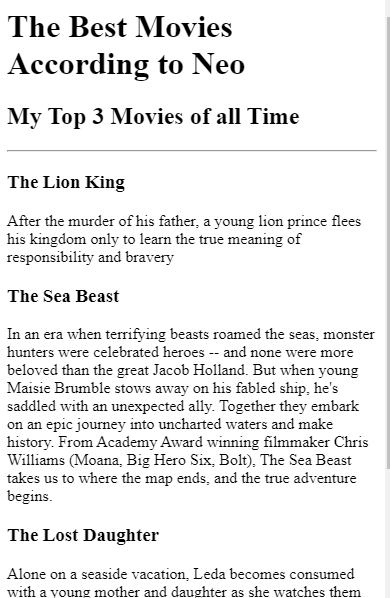 The Best Movies
According to Neo
My Top 3 Movies of all Time
The Lion King
After the murder of his father, a young lion prince flees
his kingdom only to learn the true meaning of
responsibility and bravery
The Sea Beast
In an era when terrifying beasts roamed the seas, monster
hunters were celebrated heroes -- and none were more
beloved than the great Jacob Holland. But when young
Maisie Brumble stows away on his fabled ship, he's
saddled with an unexpected ally. Together they embark
on an epic journey into uncharted waters and make
history. From Academy Award winning filmmaker Chris
Williams (Moana, Big Hero Six, Bolt), The Sea Beast
takes us to where the map ends, and the true adventure
begins.
The Lost Daughter
Alone on a seaside vacation, Leda becomes consumed
with a young mother and daughter as she watches them